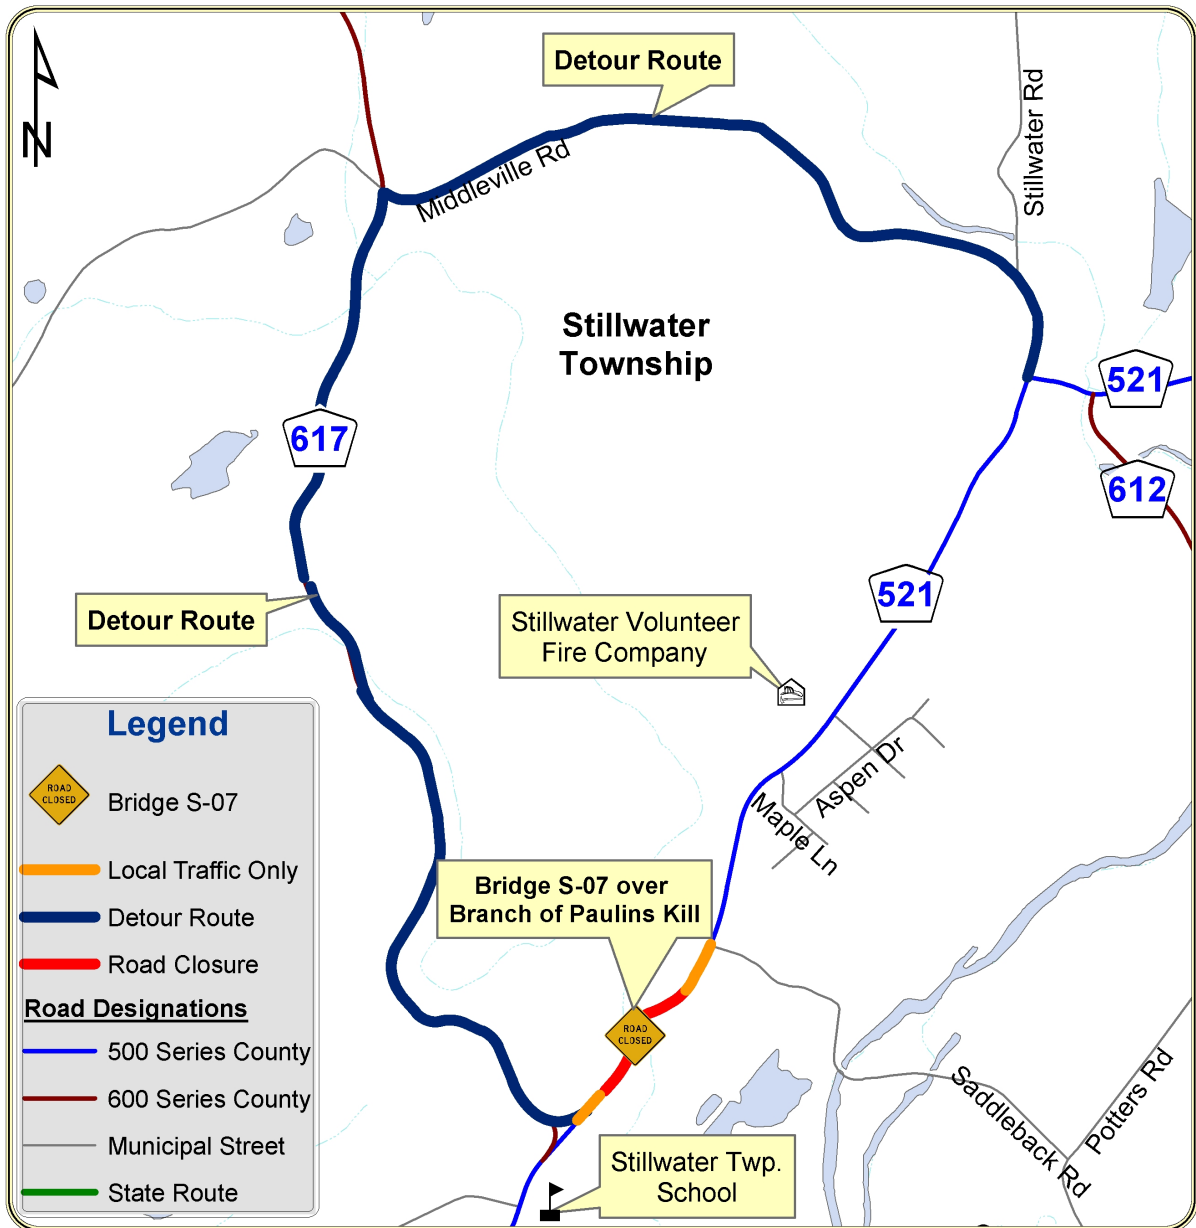 Detour Route
N
Middleville Rd
Stillwater Rd
Stillwater
Township
521
617
612
521
Detour Route
Stillwater Volunteer
Fire Company
Aspen Dr
Maple Ln
Bridge S-07 over
Branch of Paulins Kill
ROAD
CLOSED
Saddleback Rd
Potters Rd
Stillwater Twp.
School
Legend
ROAD
CLOSED
Bridge S-07
Local Traffic Only
Detour Route
Road Closure
Road Designations
500 Series County
600 Series County
Municipal Street
State Route